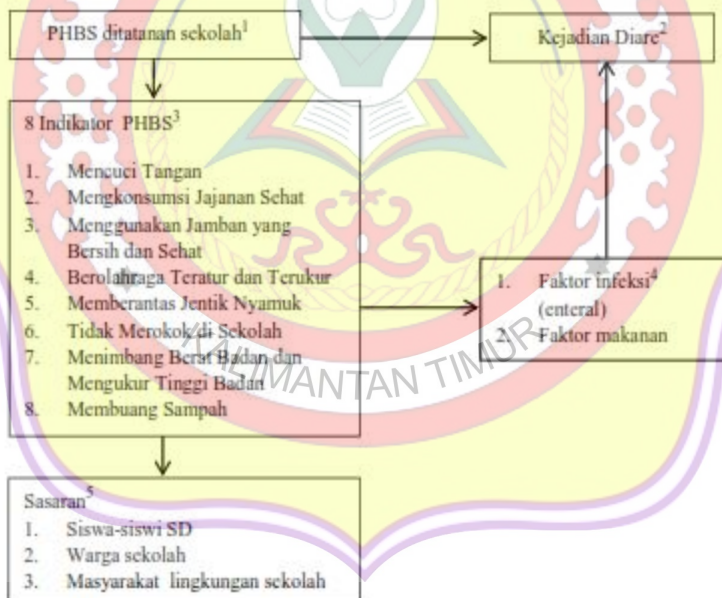 PHBS ditatanan sekolah1
Kejadian Diare2
8 Indikator PHBS3
1. Mencuci Tangan
2. Mengkonsumsi Jajanan Sehat
3. Menggunakan Jamban yang
Bersih dan Sehat
4. Berolahraga Teratur dan Terukur
5. Memberantas Jentik Nyamuk
6. Tidak Merokok di Sekolah
7. Menimbang Berat Badan dan
Mengukur Tinggi Badan
8. Membuang Sampah
1. Faktor infeksi4
(enteral)
2. Faktor makanan
KALIMANTAN TIMUR
Sasaran5
1. Siswa-siswi SD
2. Warga sekolah
3. Masyarakat lingkungan sekolah